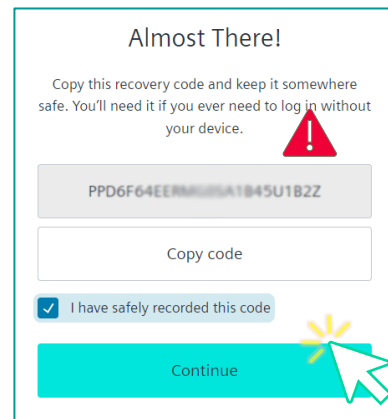 Almost There!
Copy this recovery code and keep it somewhere
safe. You'll need it if you ever need to log in without
your device.
Copy code
I have safely recorded this code
Continue